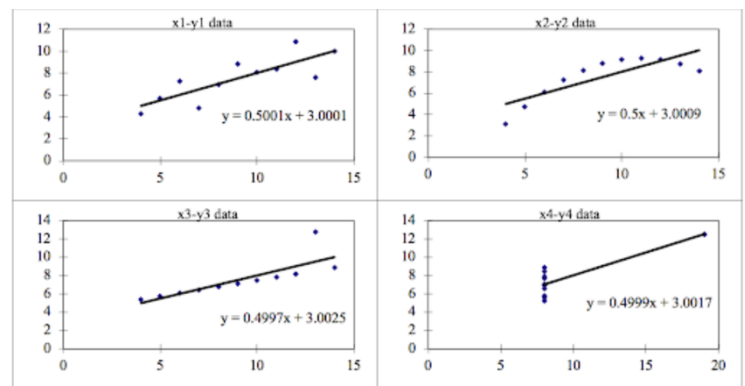 x1-y1 data
12
10
8
6
4
2
0
y = 0.5001x + 3.0001
0 5 10 15
x2-y2 data
12
10
8
6
4
2
0
y = 0.5x + 3.0009
0 5 10 15
x3-y3 data
14
12
10
8
6
4
2
0
y = 0.4997x + 3.0025
0 5 10 15
x4-y4 data
14
12
10
8
6
4
2
0
y = 0.4999x + 3.0017
0 5 10 15 20